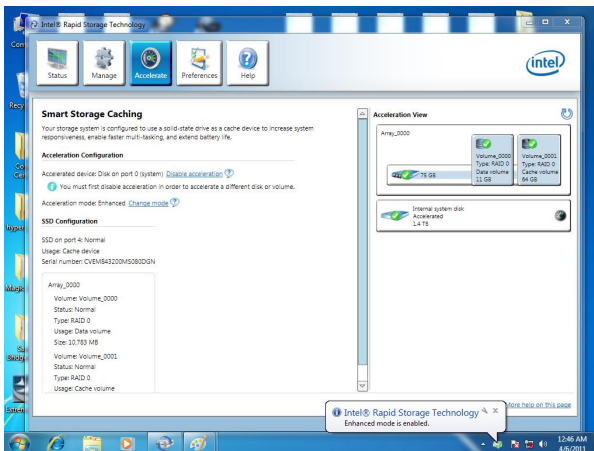 Intel® Rapid Storage Technology
Status
Manage
Accelerate
Preferences
Help
intel
Smart Storage Caching
Your storage system is configured to use a solid-state drive as a cache device to increase system
responsiveness, enable faster multi-tasking, and extend battery life.
Acceleration Configuration
Accelerated device: Disk on port 0 (system) Disable acceleration
You must first disable acceleration in order to accelerate a different disk or volume.
Acceleration mode: Enhanced Change mode
SSD Configuration
SSD on port 4: Normal
Usage: Cache device
Serial number: CVEM843200MS080DGN
Array_0000
Volume: Volume_0000
Status: Normal
Type: RAID 0
Usage: Data volume
Size: 10,763 MB
Volume: Volume_0001
Status: Normal
Type: RAID 0
Usage: Cache volume
Acceleration View
Array_0000
75 GB
Volume_0000
Type: RAID 0
Data volume
11 GB
Volume_0001
Type: RAID 0
Cache volume
64 GB
Internal system disk
Accelerated
1.4 TB
More help on this page
Intel® Rapid Storage Technology
Enhanced mode is enabled.
12:46 AM
4/6/2011